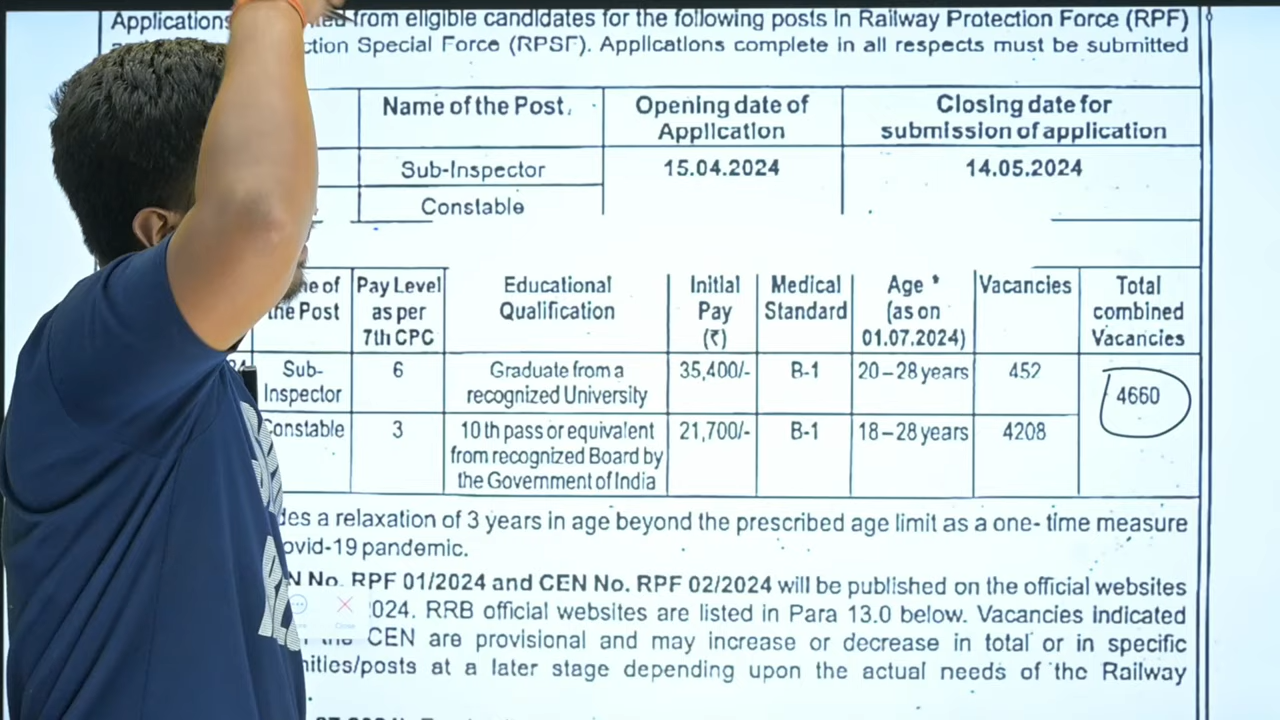 Applications from eligible candidates for the following posts in Railway Protection Force (RPF)
ction Special Force (RPSF). Applications complete in all respects must be submitted
Name of the Post Opening date of Application Closing date for submission of application
Sub-Inspector 15.04.2024 14.05.2024
Constable
ne of the Post Pay Level as per 7th CPC Educational Qualification Initial Pay (₹) Medical Standard Age * (as on 01.07.2024) Vacancies Total combined Vacancies
Sub-Inspector 6 Graduate from a recognized University 35,400/- B-1 20–28 years 452 4660
Constable 3 10th pass or equivalent from recognized Board by the Government of India 21,700/- B-1 18–28 years 4208
des a relaxation of 3 years in age beyond the prescribed age limit as a one- time measure
ovid-19 pandemic.
N No. RPF 01/2024 and CEN No. RPF 02/2024 will be published on the official websites
024. RRB official websites are listed in Para 13.0 below. Vacancies indicated
the CEN are provisional and may increase or decrease in total or in specific
nities/posts at a later stage depending upon the actual needs of the Railway
Close